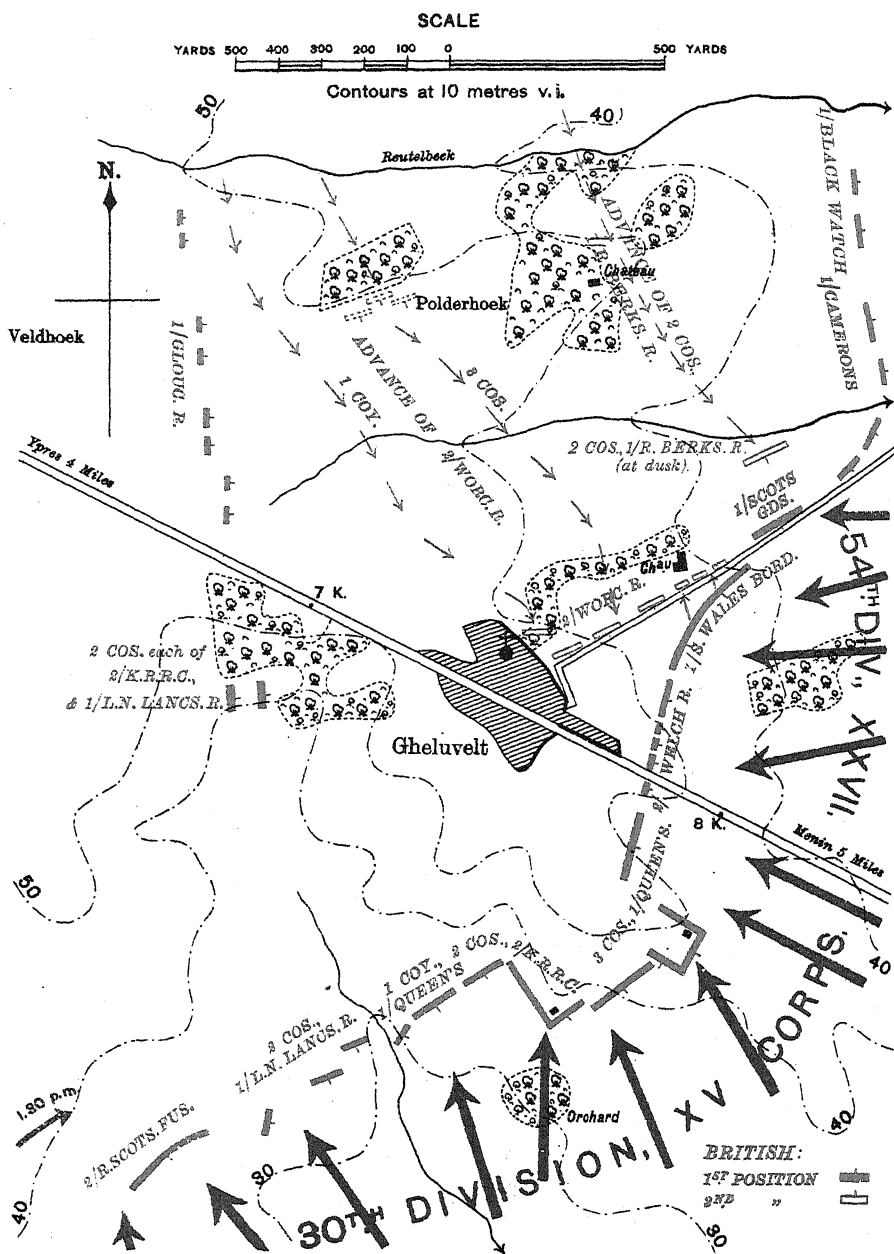 SCALE
YARDS 500 400 300 200 100 0 500 YARDS
Contours at 10 metres v.i.
50
40
Reutelbeek
N.
1/BLACK WATCH
1/CAMERONS
ADVANCE OF 2 COS.,
1/R. BERKS. R.
Chateau
Polderhoek
Veldhoek
1/GLOUC. R.
ADVANCE OF 2/WORC. R.
1 COY.
3 COS.
Ypres 4 Miles
2 COS., 1/R. BERKS. R.
(at dusk).
1/SCOTS
GDS.
Chau
2/WORC. R.
1/S. WALES BORD.
54TH DIV., XXVII.
7 K.
2 COS. each of
2/K.R.R.C.,
& 1/L.N. LANCS. R.
Gheluvelt
2/WELCH R.
8 K.
Menin 5 Miles
50
40
3 COS., 1/QUEEN'S.
CORPS.
2 COS., 2/K.R.R.C.
1 COY.,
1/QUEEN'S
2 COS.,
1/L.N. LANCS. R.
1.30 p.m.
2/R. SCOTS. FUS.
Orchard
40
30TH DIVISION, XV CORPS
40
30
30
BRITISH:
1ST POSITION
2ND "